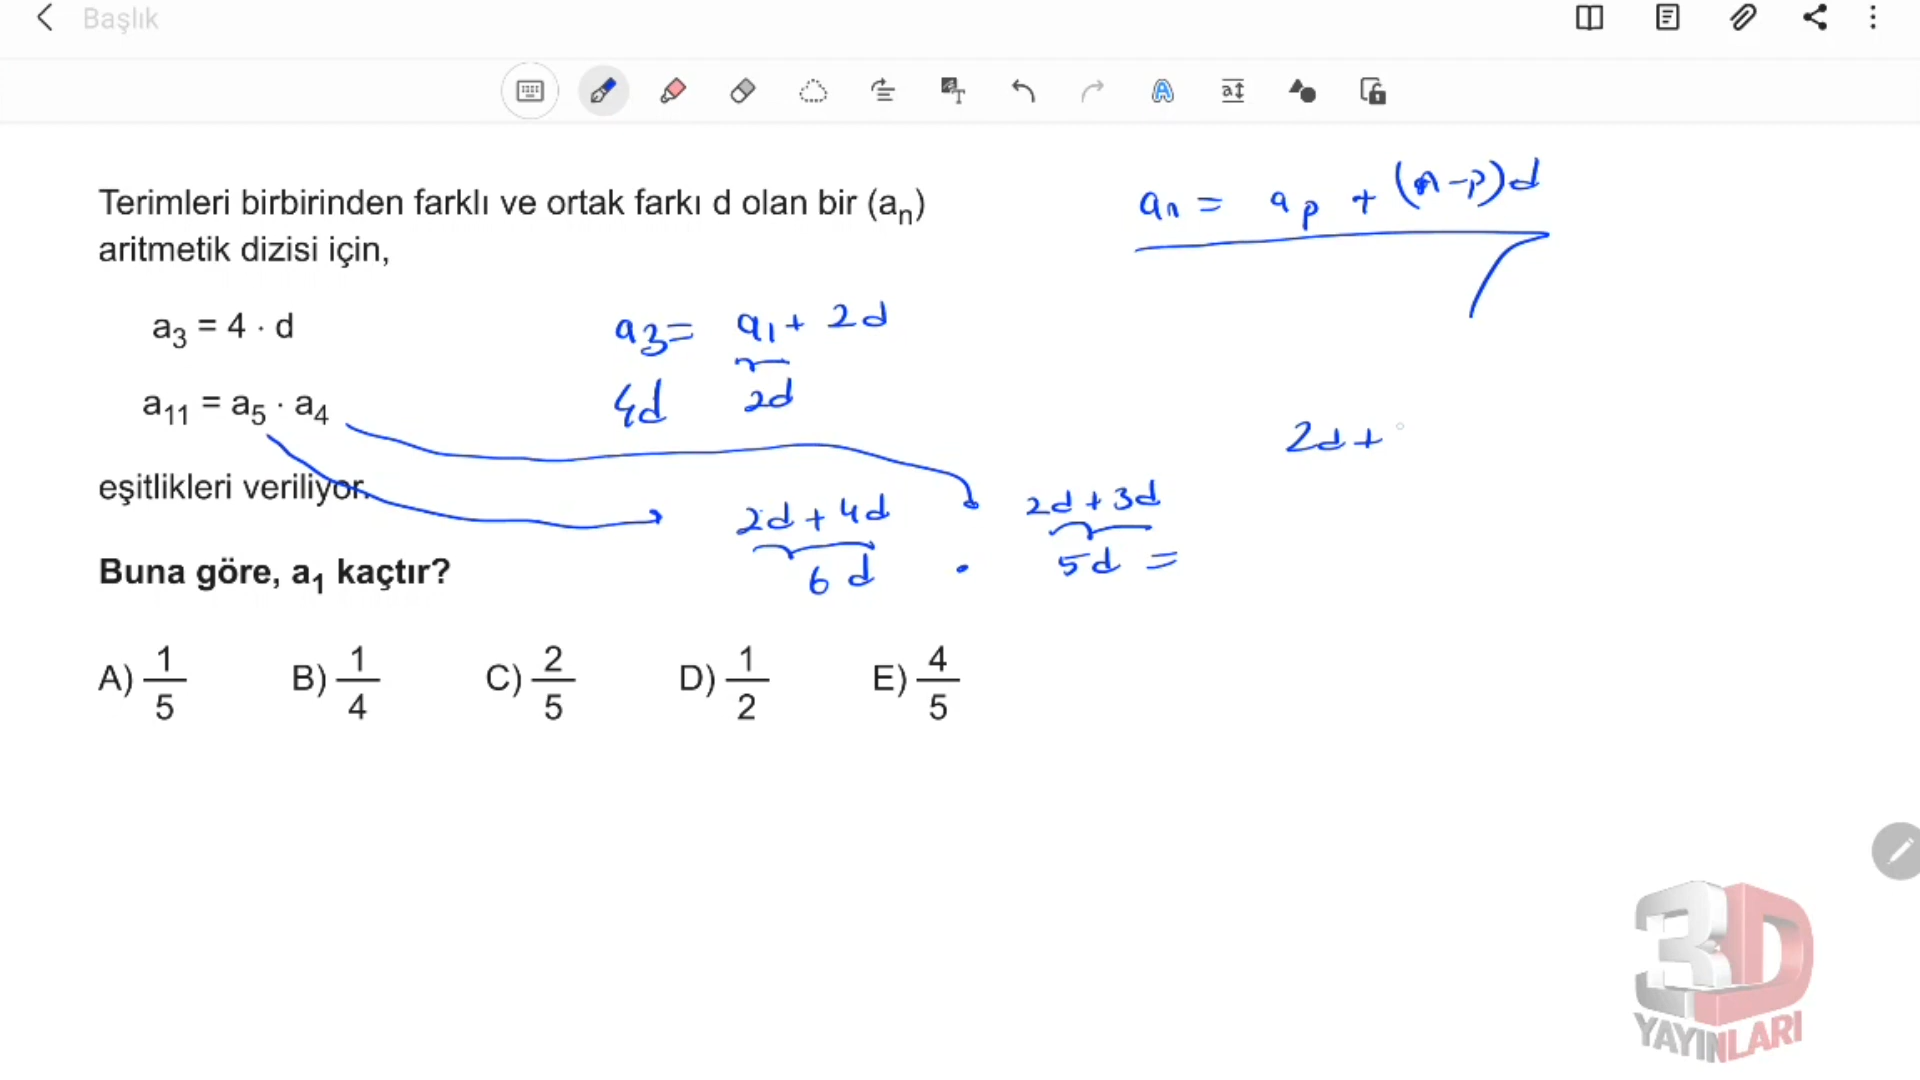 Başlık
Terimleri birbirinden farklı ve ortak farkı d olan bir (aₙ)
aritmetik dizisi için,
a₃ = 4 · d
a₁₁ = a₅ · a₄
eşitlikleri veriliyor.
Buna göre, a₁ kaçtır?
A) 1/5 B) 1/4 C) 2/5 D) 1/2 E) 4/5
aₙ = aₚ + (n-p)d
a₃ = a₁ + 2d
4d 2d
2d +
2d + 4d · 2d + 3d
6d · 5d =
3D
YAYINLARI